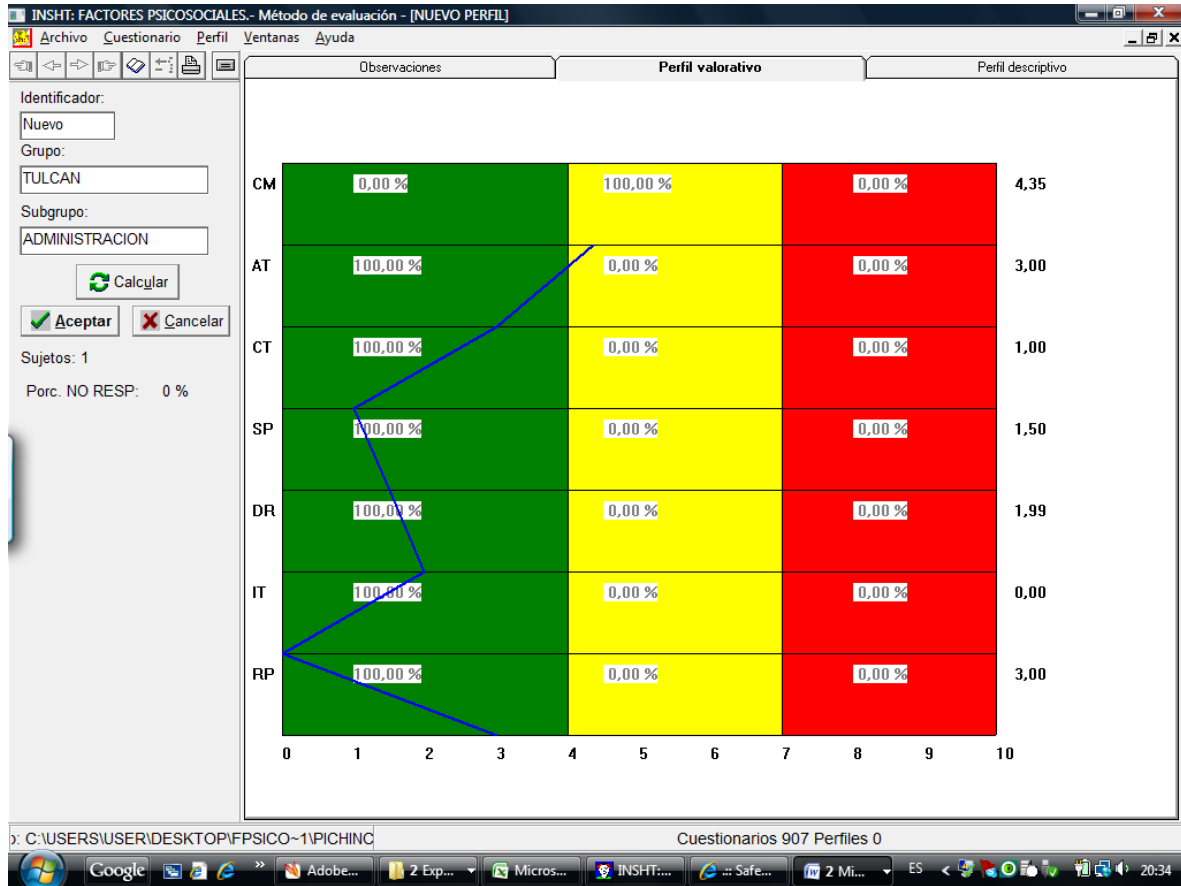 INSHT: FACTORES PSICOSOCIALES.- Método de evaluación - [NUEVO PERFIL]
Archivo Cuestionario Perfil Ventanas Ayuda
Observaciones Perfil valorativo Perfil descriptivo
Identificador:
Nuevo
Grupo:
TULCAN
Subgrupo:
ADMINISTRACION
Calcular
Aceptar Cancelar
Sujetos: 1
Porc. NO RESP: 0 %
CM 0,00 % 100,00 % 0,00 % 4,35
AT 100,00 % 0,00 % 0,00 % 3,00
CT 100,00 % 0,00 % 0,00 % 1,00
SP 100,00 % 0,00 % 0,00 % 1,50
DR 100,00 % 0,00 % 0,00 % 1,99
IT 100,00 % 0,00 % 0,00 % 0,00
RP 100,00 % 0,00 % 0,00 % 3,00
0 1 2 3 4 5 6 7 8 9 10
: C:\USERS\USER\DESKTOP\FPSICO~1\PICHINC
Cuestionarios 907 Perfiles 0
Google » Adobe... 2 Exp... Micros... INSHT:... .:: Safe... 2 Mi... ES < 20:34